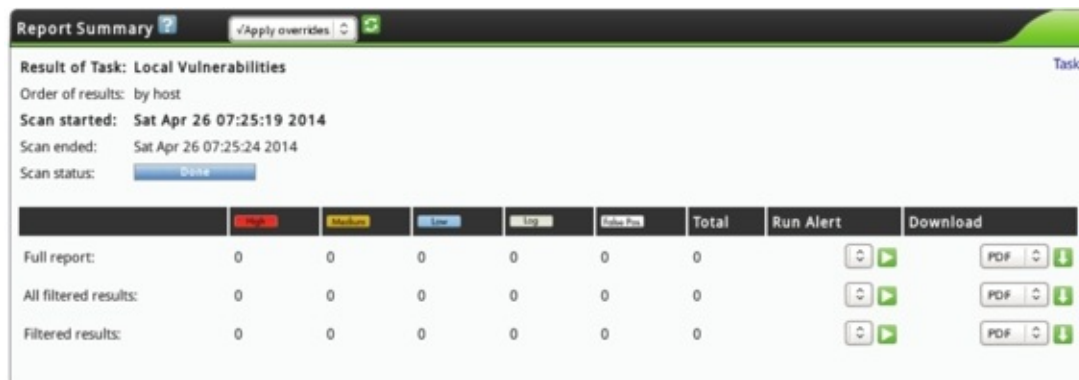 Report Summary ?
√Apply overrides
Result of Task: Local Vulnerabilities
Task
Order of results: by host
Scan started: Sat Apr 26 07:25:19 2014
Scan ended: Sat Apr 26 07:25:24 2014
Scan status: Done
High Medium Low Log False Pos. Total Run Alert Download
Full report: 0 0 0 0 0 0 PDF
All filtered results: 0 0 0 0 0 0 PDF
Filtered results: 0 0 0 0 0 0 PDF